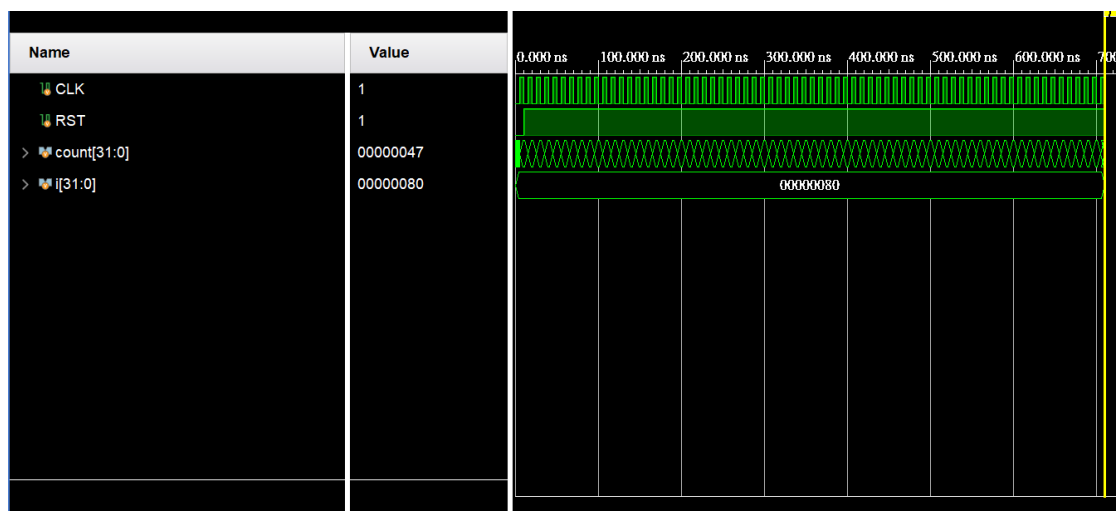 Name Value
0.000 ns 100.000 ns 200.000 ns 300.000 ns 400.000 ns 500.000 ns 600.000 ns
CLK 1
RST 1
count[31:0] 00000047
i[31:0] 00000080 00000080